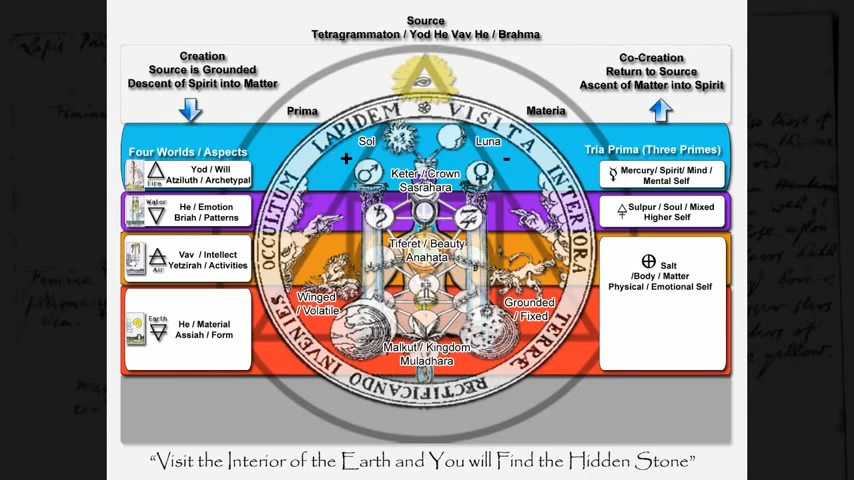 Source
Tetragrammaton / Yod He Vav He / Brahma
Creation
Source is Grounded
Descent of Spirit into Matter
Co-Creation
Return to Source
Ascent of Matter into Spirit
Prima
Materia
VISITA INTERIORA TERRÆ RECTIFICANDO INVENIES OCCULTUM LAPIDEM
Sol
Luna
+
-
Four Worlds / Aspects
Tria Prima (Three Primes)
Fire
Yod / Will
Atziluth / Archetypal
Keter / Crown
Sasrahara
Mercury/ Spirit/ Mind /
Mental Self
Water
He / Emotion
Briah / Patterns
Sulpur / Soul / Mixed
Higher Self
Vav / Intellect
Yetzirah / Activities
Air
Tiferet / Beauty
Anahata
Salt
/Body / Matter
Physical / Emotional Self
Winged
/ Volatile
Grounded
/ Fixed
Earth
He / Material
Assiah / Form
Malkut / Kingdom
Muladhara
“Visit the Interior of the Earth and You will Find the Hidden Stone”